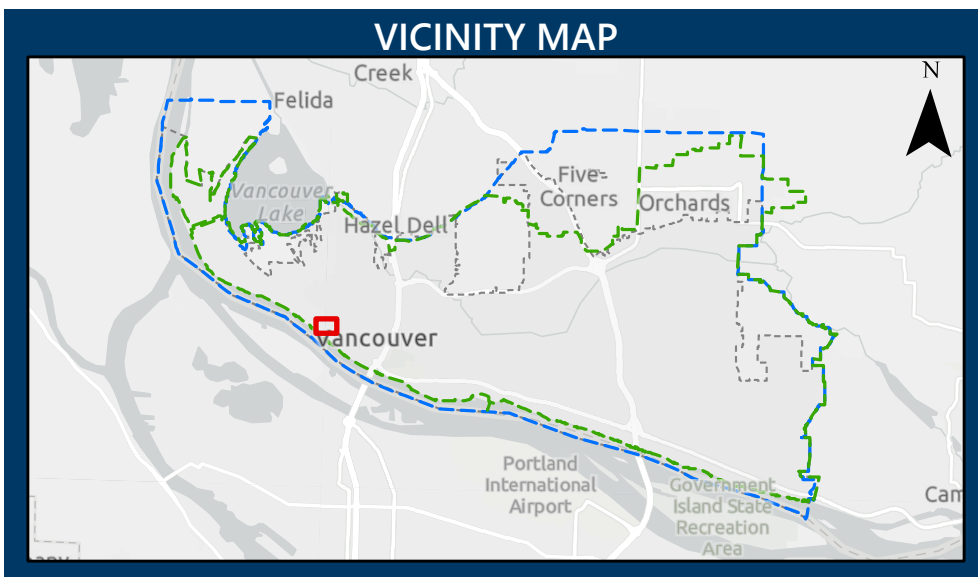 VICINITY MAP
N
Creek
Felida
Five-
Corners
Vancouver
Lake
Orchards
Hazel Dell
Vancouver
Portland
International
Airport
Government
Island State
Recreation
Area
Cam